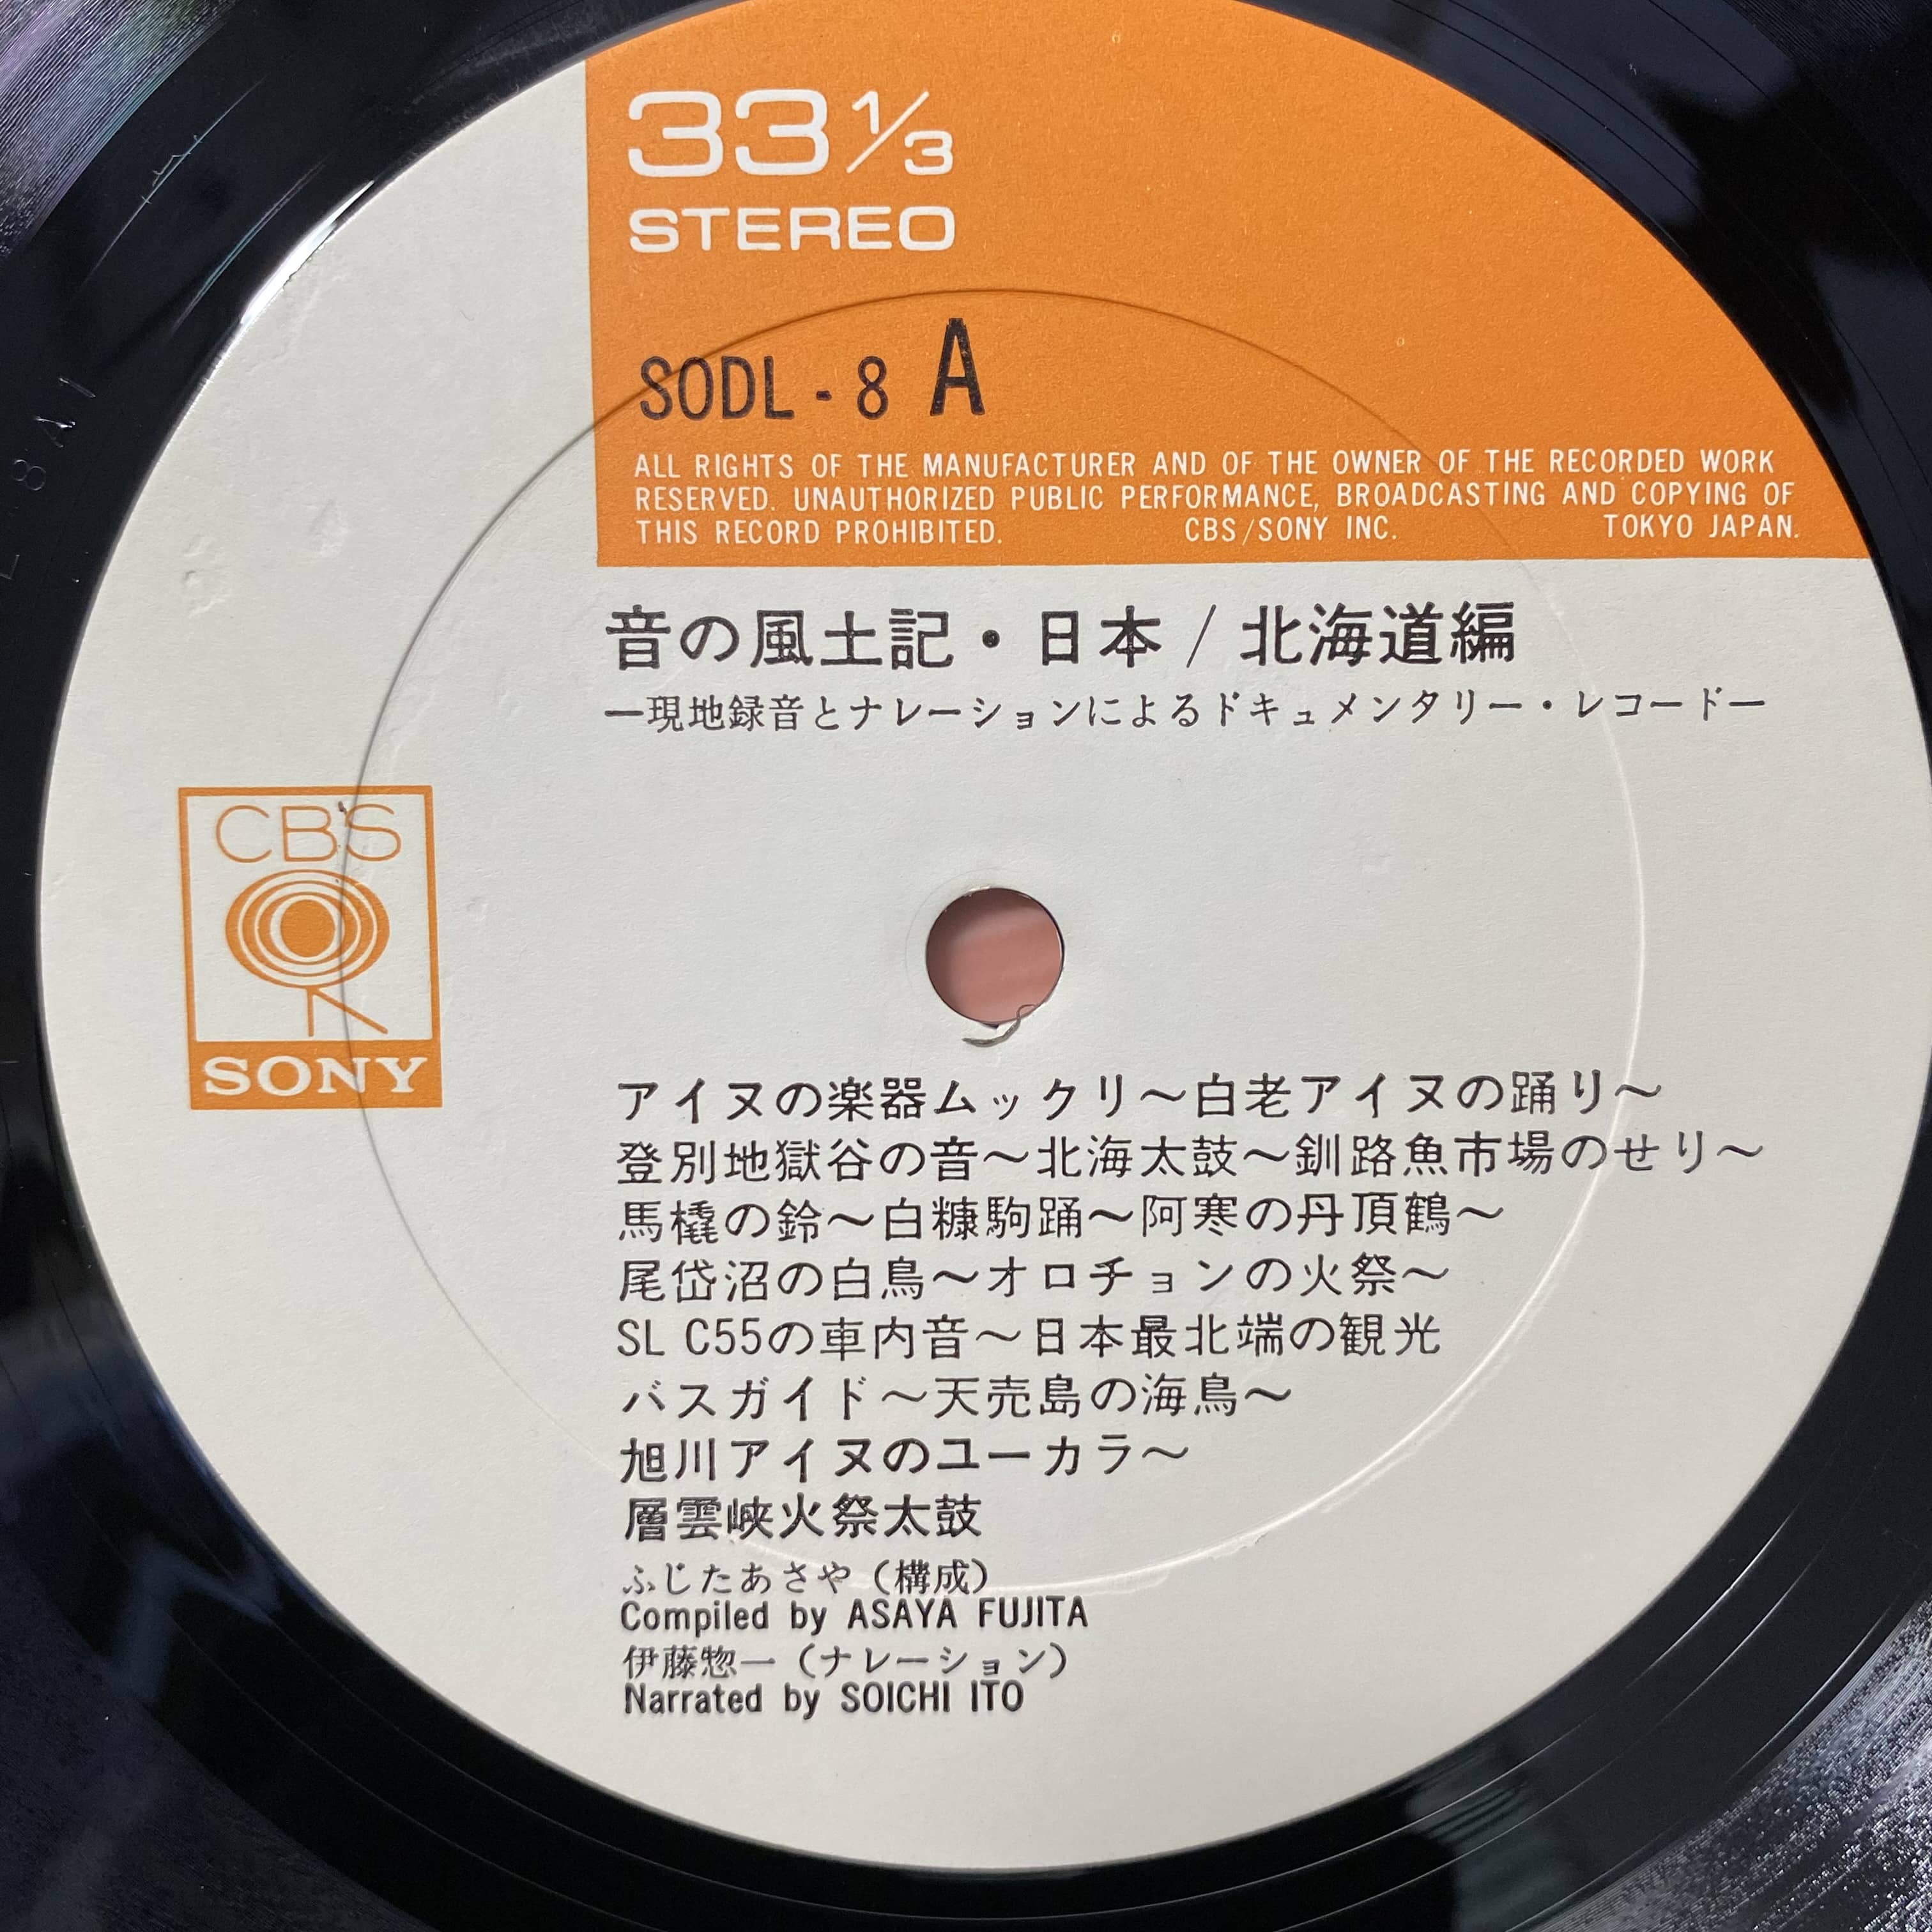 33 1/3
STEREO
SODL - 8 A
ALL RIGHTS OF THE MANUFACTURER AND OF THE OWNER OF THE RECORDED WORK
RESERVED. UNAUTHORIZED PUBLIC PERFORMANCE, BROADCASTING AND COPYING OF
THIS RECORD PROHIBITED. CBS/SONY INC. TOKYO JAPAN.
音の風土記・日本/北海道編
ー現地録音とナレーションによるドキュメンタリー・レコードー
CBS
SONY
アイヌの楽器ムックリ〜白老アイヌの踊り〜
登別地獄谷の音〜北海太鼓〜釧路魚市場のせり〜
馬橇の鈴〜白糠駒踊〜阿寒の丹頂鶴〜
尾岱沼の白鳥〜オロチョンの火祭〜
SL C55の車内音〜日本最北端の観光
バスガイド〜天売島の海鳥〜
旭川アイヌのユーカラ〜
層雲峡火祭太鼓
ふじたあさや(構成)
Compiled by ASAYA FUJITA
伊藤惣一(ナレーション)
Narrated by SOICHI ITO